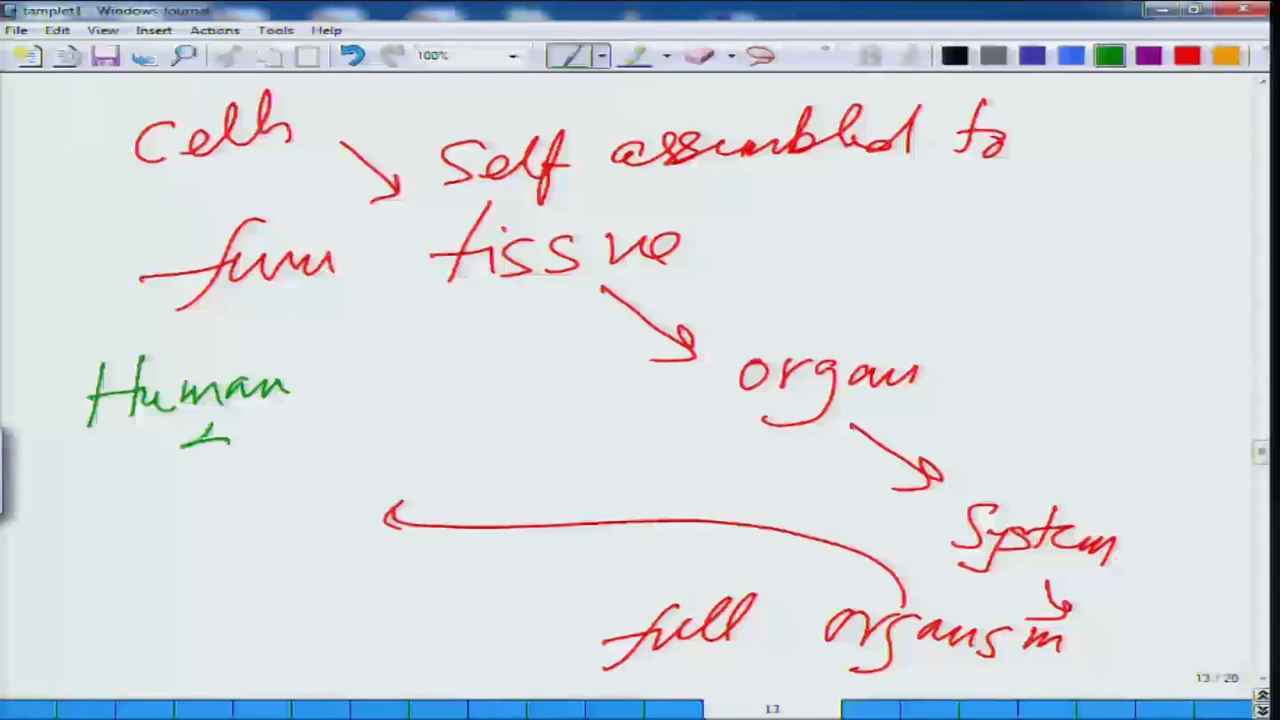 tamplet1 - Windows Journal
File Edit View Insert Actions Tools Help
100%
Cells
Self assembled to
form tissue
organ
Human
System
full organsm
13 / 20
13